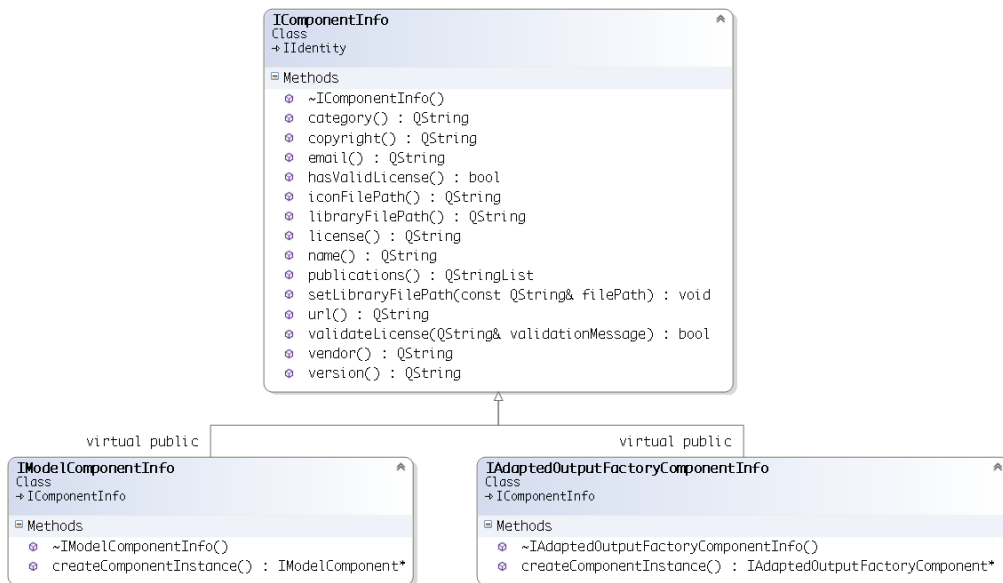 IComponentInfo
Class
IIdentity
Methods
~IComponentInfo()
category() : QString
copyright() : QString
email() : QString
hasValidLicense() : bool
iconFilePath() : QString
libraryFilePath() : QString
license() : QString
name() : QString
publications() : QStringList
setLibraryFilePath(const QString& filePath) : void
url() : QString
validateLicense(QString& validationMessage) : bool
vendor() : QString
version() : QString
virtual public
virtual public
IModelComponentInfo
Class
IComponentInfo
Methods
~IModelComponentInfo()
createComponentInstance() : IModelComponent*
IAdaptedOutputFactoryComponentInfo
Class
IComponentInfo
Methods
~IAdaptedOutputFactoryComponentInfo()
createComponentInstance() : IAdaptedOutputFactoryComponent*